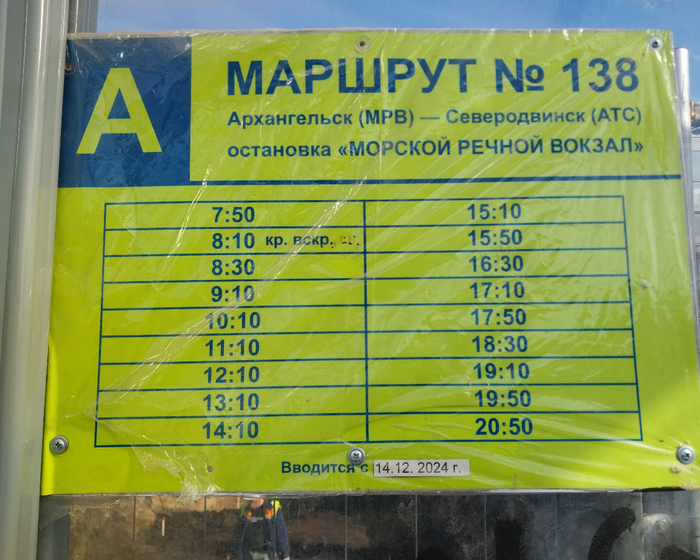 А
МАРШРУТ № 138
Архангельск (МРВ) — Северодвинск (АТС)
остановка «МОРСКОЙ РЕЧНОЙ ВОКЗАЛ»
7:50 15:10
8:10 кр. вскр. 15:50
8:30 16:30
9:10 17:10
10:10 17:50
11:10 18:30
12:10 19:10
13:10 19:50
14:10 20:50
Вводится с 14.12. 2024 г.